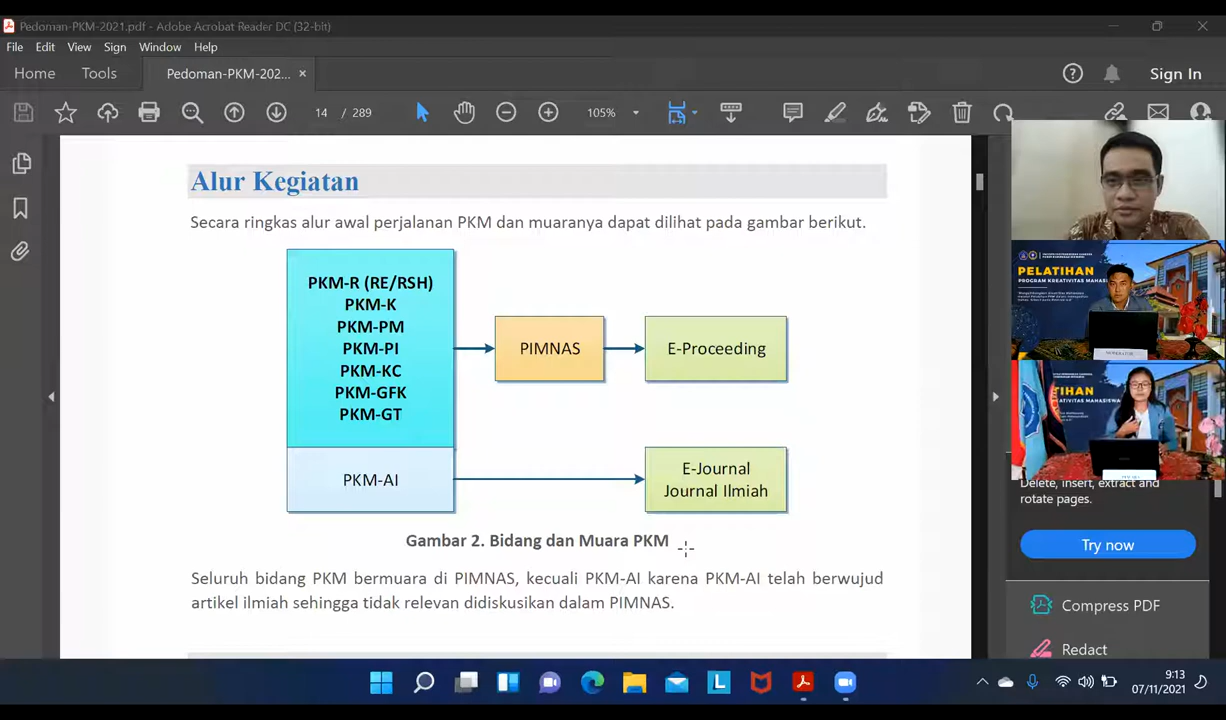 Pedoman-PKM-2021.pdf - Adobe Acrobat Reader DC (32-bit)
File Edit View Sign Window Help
Home Tools Pedoman-PKM-202... × Sign In
14 / 289 105%
Alur Kegiatan
Secara ringkas alur awal perjalanan PKM dan muaranya dapat dilihat pada gambar berikut.
PKM-R (RE/RSH)
PKM-K
PKM-PM
PKM-PI
PKM-KC
PKM-GFK
PKM-GT
PIMNAS
E-Proceeding
PKM-AI
E-Journal
Journal Ilmiah
Gambar 2. Bidang dan Muara PKM
Seluruh bidang PKM bermuara di PIMNAS, kecuali PKM-AI karena PKM-AI telah berwujud
artikel ilmiah sehingga tidak relevan didiskusikan dalam PIMNAS.
PELATIHAN
PROGRAM KREATIVITAS MAHASISWA
MODERATOR
TIHAN
EATIVITAS MAHASISWA
Delete, insert, extract and
rotate pages.
Try now
Compress PDF
Redact
9:13
07/11/2021